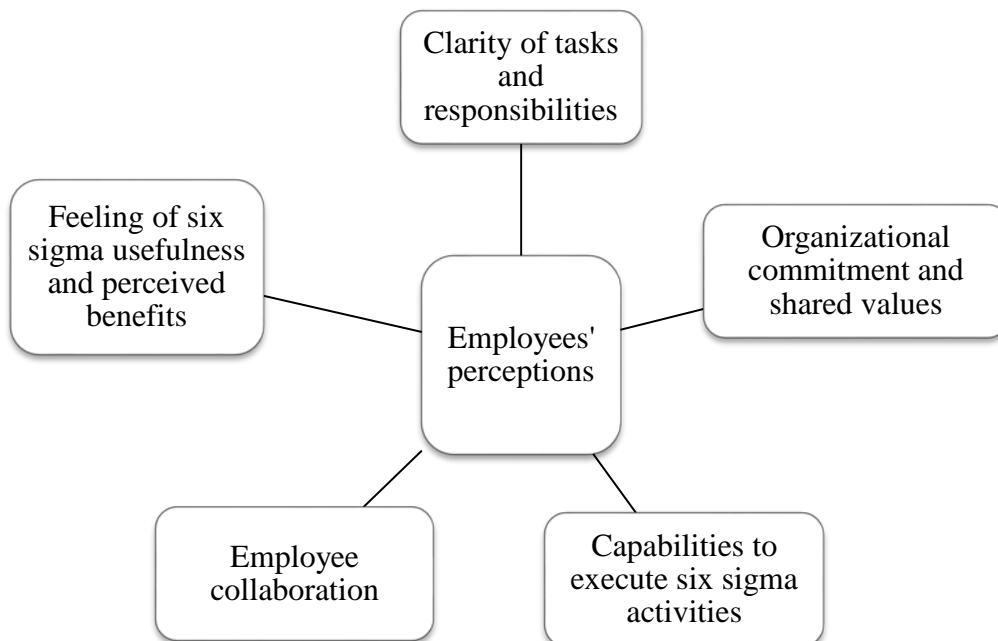 Clarity of tasks
and
responsibilities
Feeling of six
sigma usefulness
and perceived
benefits
Organizational
commitment and
shared values
Employees'
perceptions
Employee
collaboration
Capabilities to
execute six sigma
activities